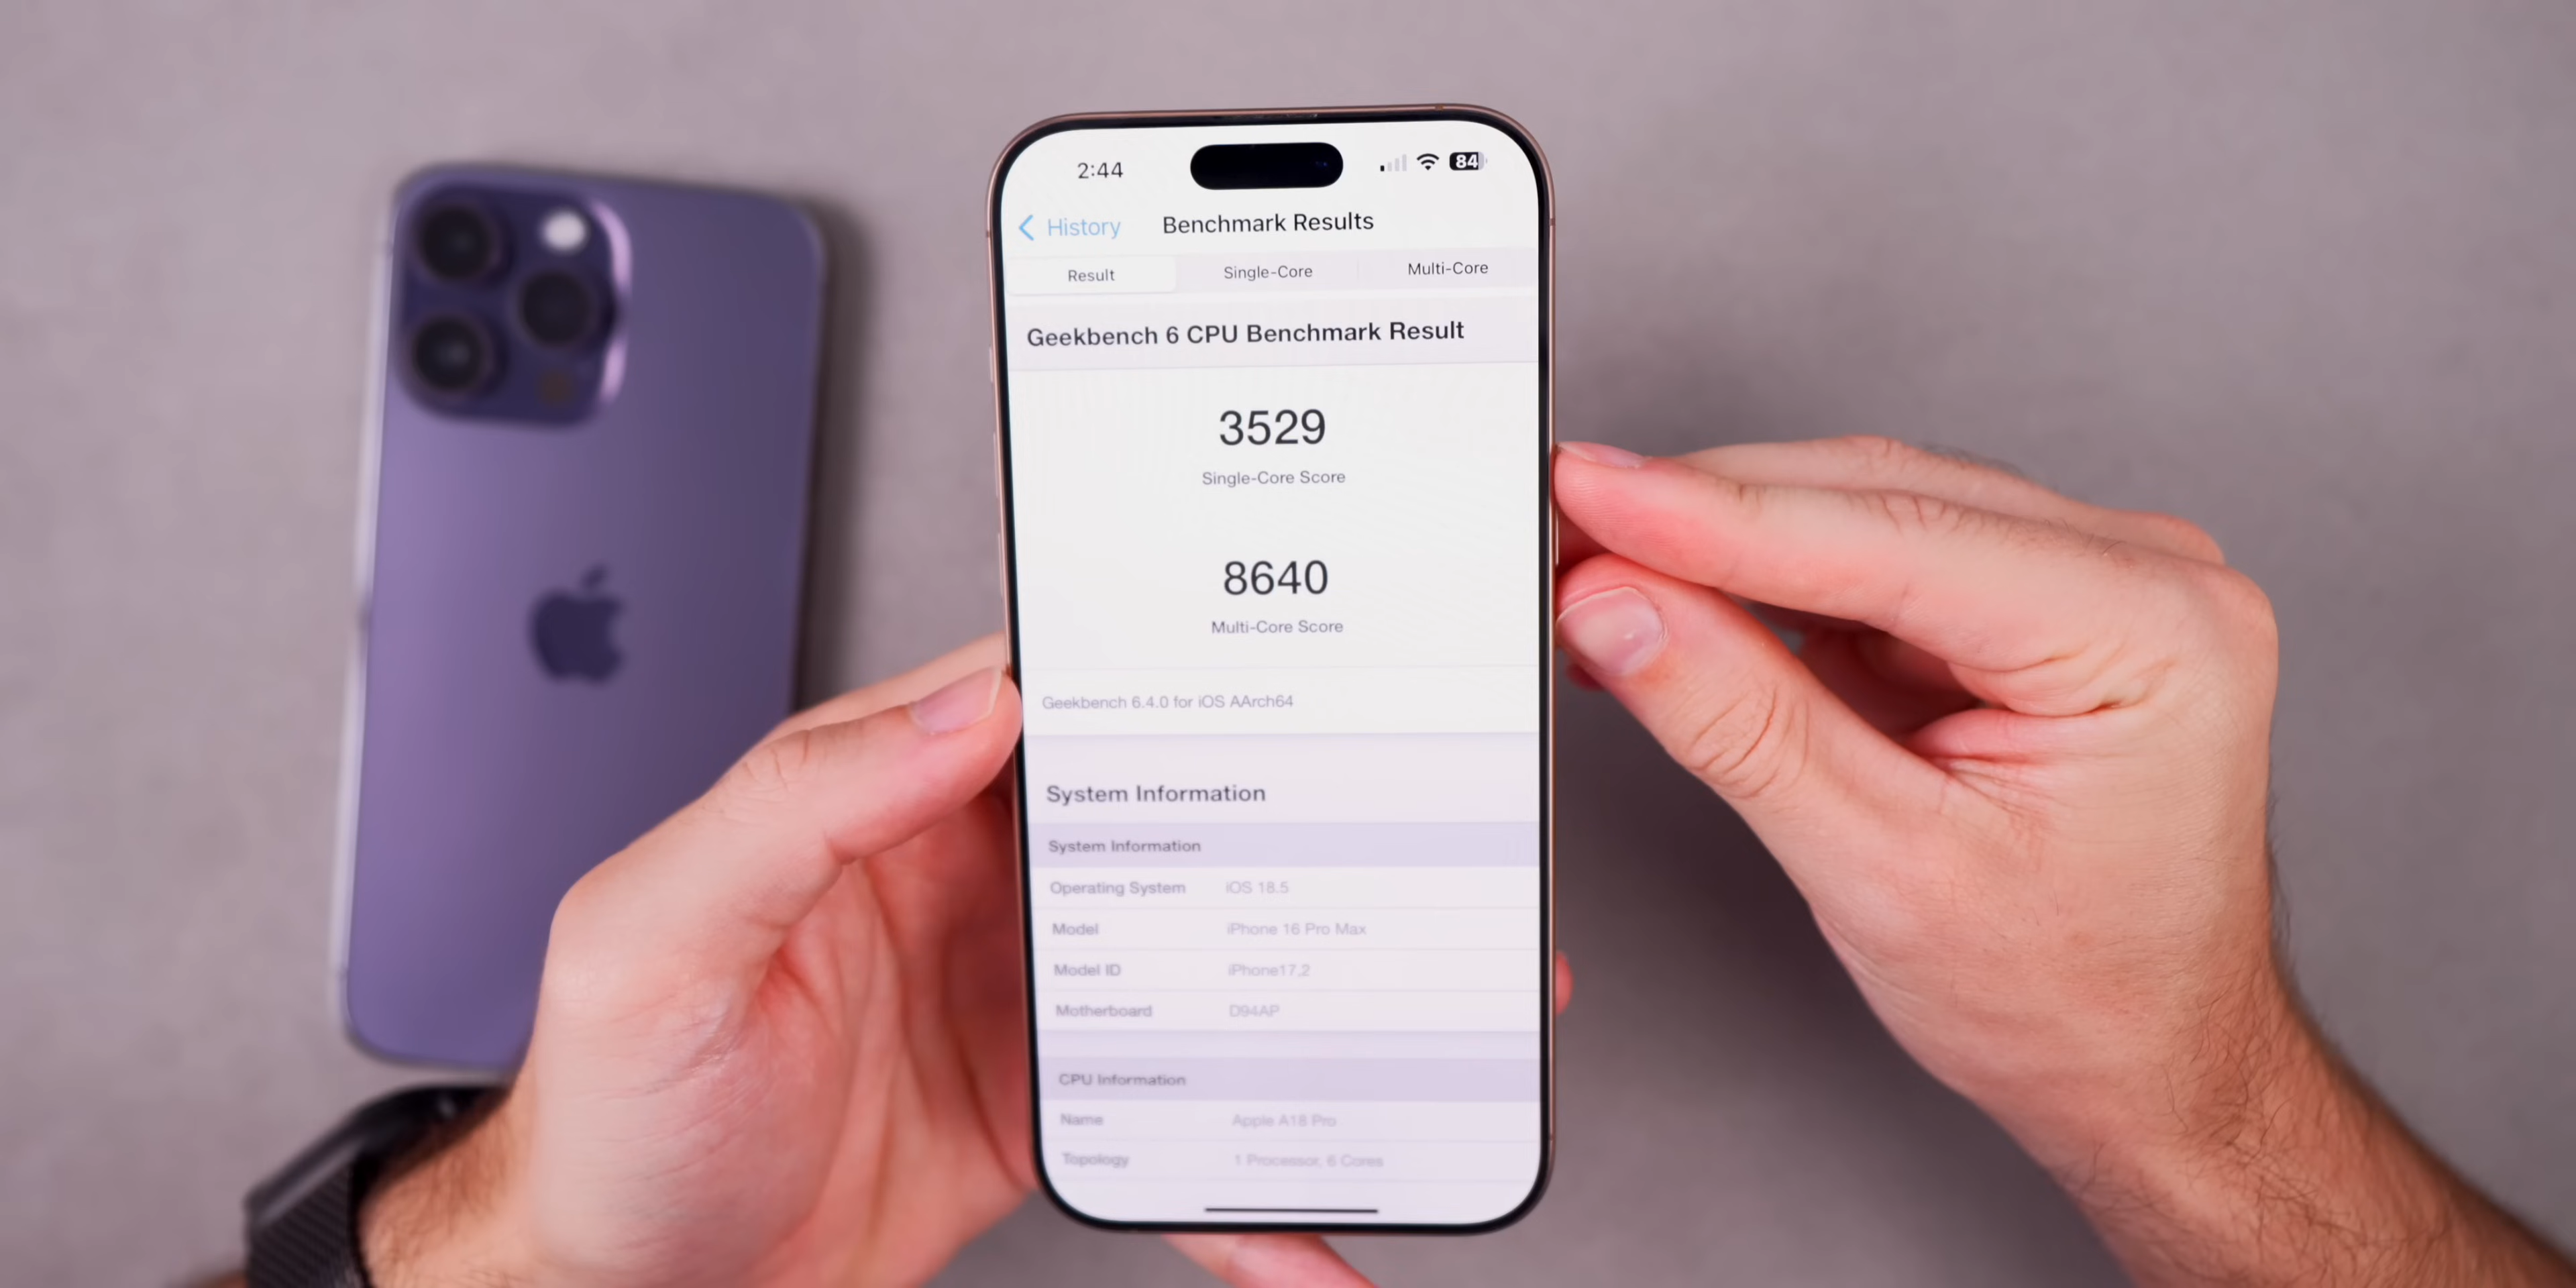 2:44
84
History
Benchmark Results
Result
Single-Core
Multi-Core
Geekbench 6 CPU Benchmark Result
3529
Single-Core Score
8640
Multi-Core Score
Geekbench 6.4.0 for iOS AArch64
System Information
System Information
Operating System iOS 18.5
Model iPhone 16 Pro Max
Model ID iPhone17,2
Motherboard D94AP
CPU Information
Name Apple A18 Pro
Topology 1 Processor, 6 Cores